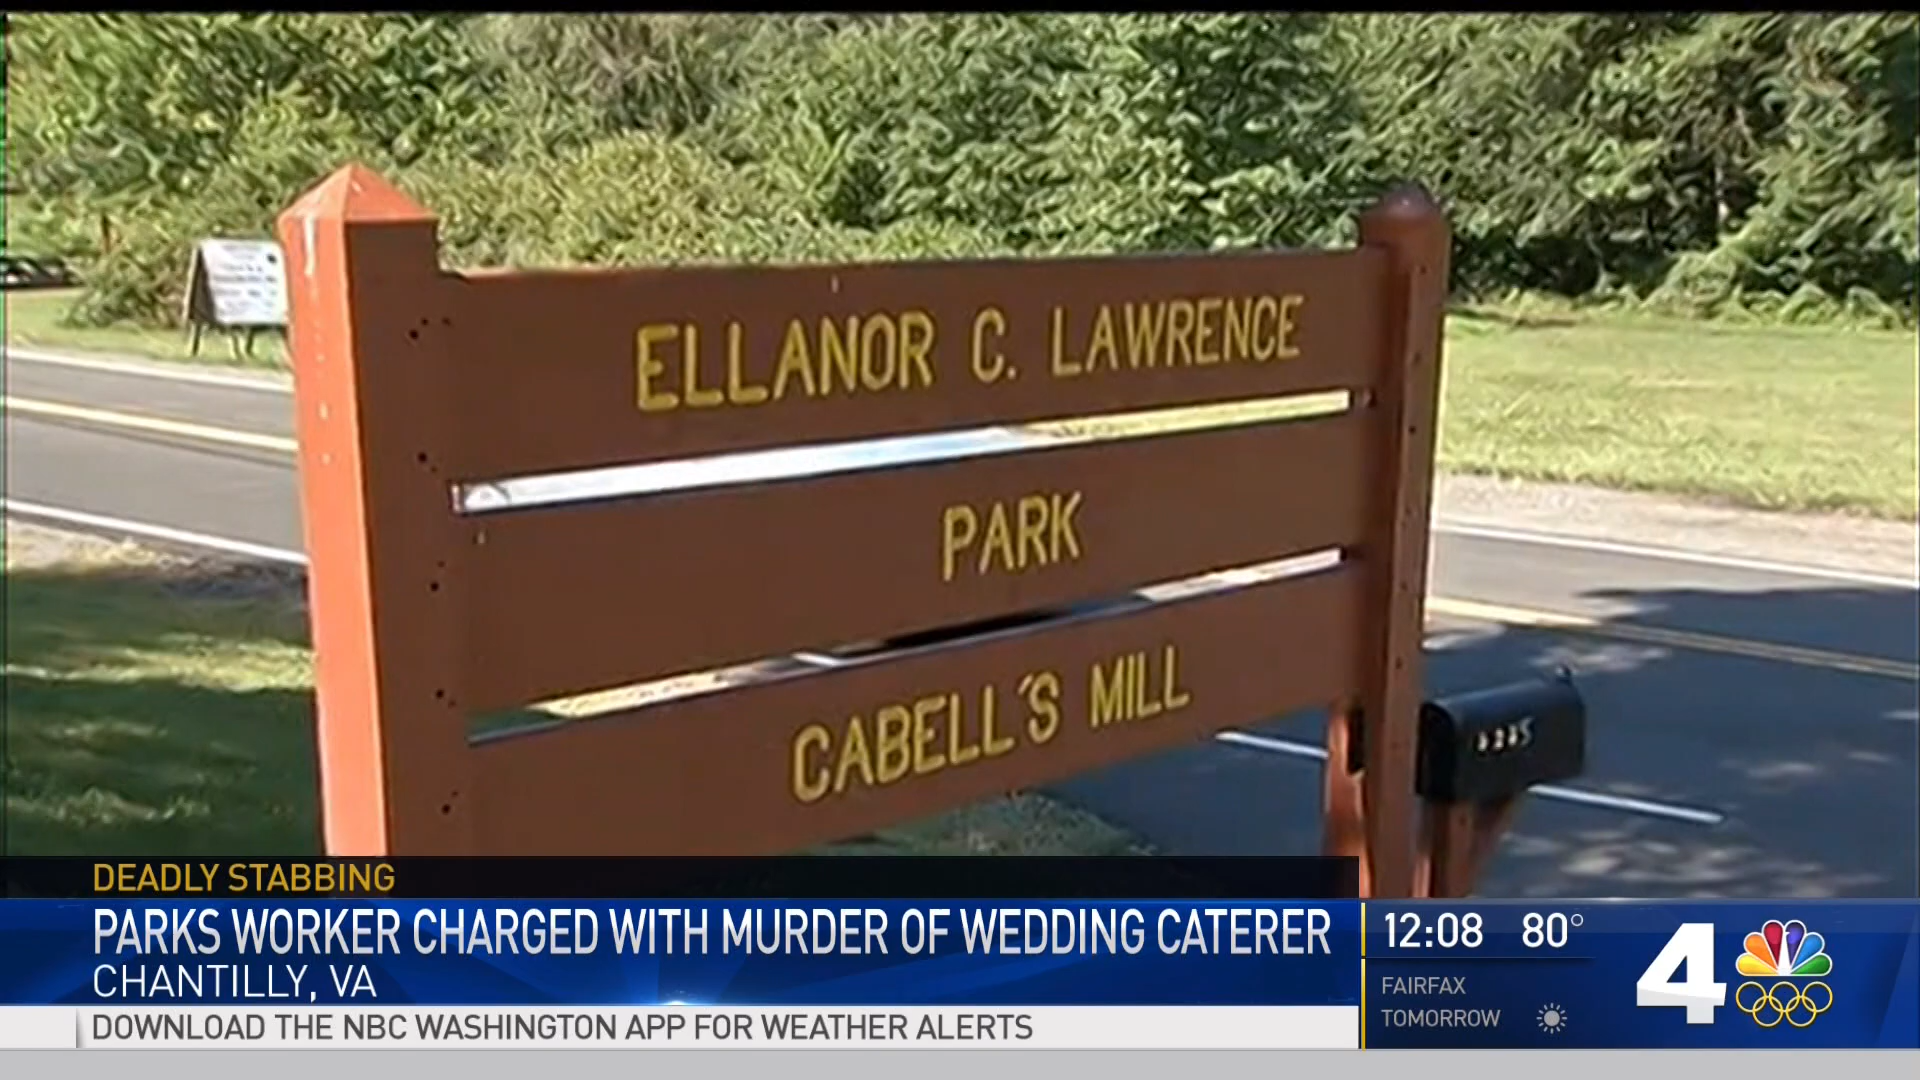 ELLANOR C. LAWRENCE
PARK
CABELL'S MILL
DEADLY STABBING
PARKS WORKER CHARGED WITH MURDER OF WEDDING CATERER
CHANTILLY, VA
DOWNLOAD THE NBC WASHINGTON APP FOR WEATHER ALERTS
12:08 80°
FAIRFAX
TOMORROW
4